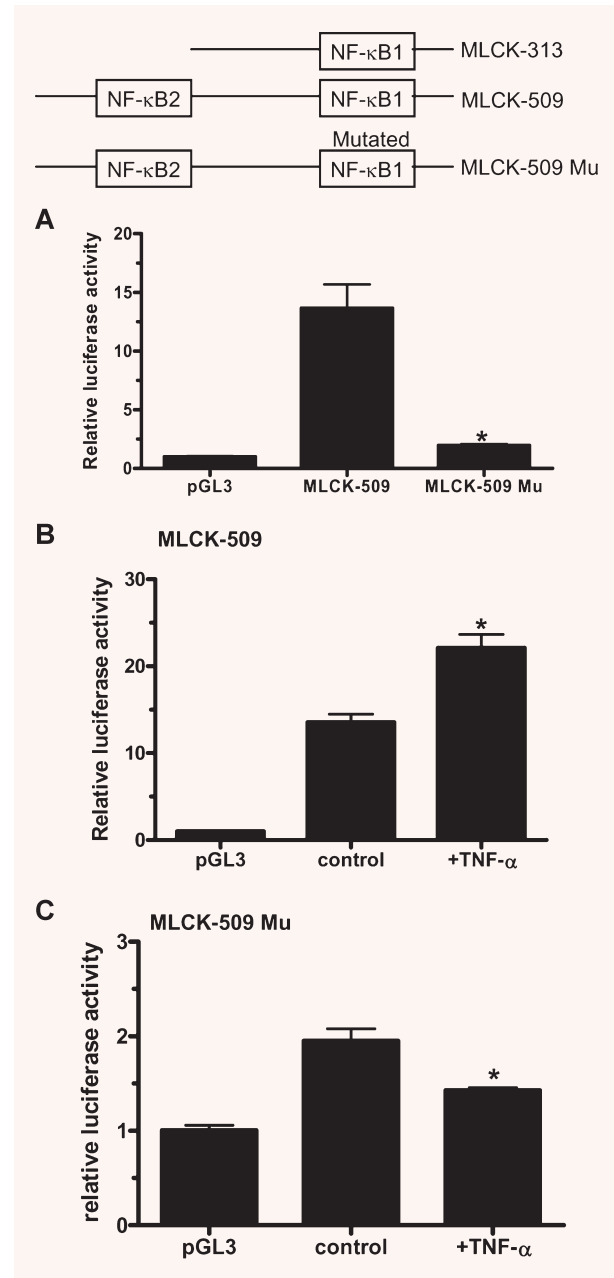 NF-κB1 MLCK-313
NF-κB2 NF-κB1 MLCK-509
Mutated
NF-κB2 NF-κB1 MLCK-509 Mu
A
Relative luciferase activity
20
15
10
5
0
pGL3 MLCK-509 MLCK-509 Mu
*
B
MLCK-509
Relative luciferase activity
30
20
10
0
pGL3 control +TNF-α
*
C
MLCK-509 Mu
relative luciferase activity
3
2
1
0
pGL3 control +TNF-α
*